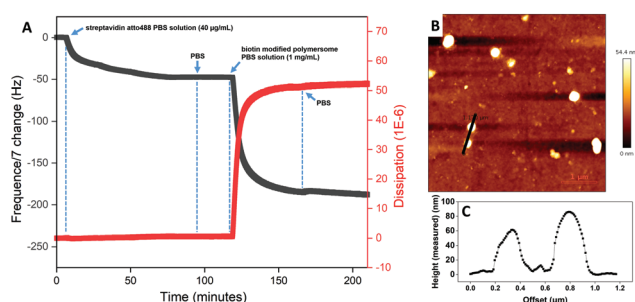 A
streptavidin atto488 PBS solution (40 µg/mL)
PBS
biotin modified polymersome
PBS solution (1 mg/mL)
PBS
0
-50
-100
-150
-200
-250
Frequence/7 change (Hz)
0
50
100
150
200
Time (minutes)
70
60
50
40
30
20
10
0
-10
Dissipation (1E-6)
B
54.4 nm
0 nm
C
100
80
60
40
20
0
Height (measured) (nm)
0.0
0.2
0.4
0.6
0.8
1.0
1.2
Offset (um)